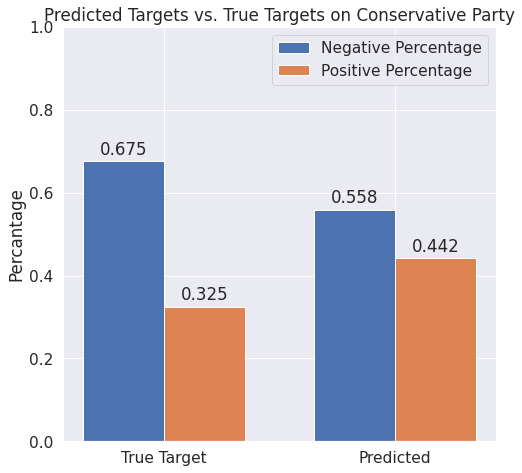 Predicted Targets vs. True Targets on Conservative Party
Negative Percentage
Positive Percentage
Percantage
1.0
0.8
0.6
0.4
0.2
0.0
0.675
0.325
0.558
0.442
True Target
Predicted